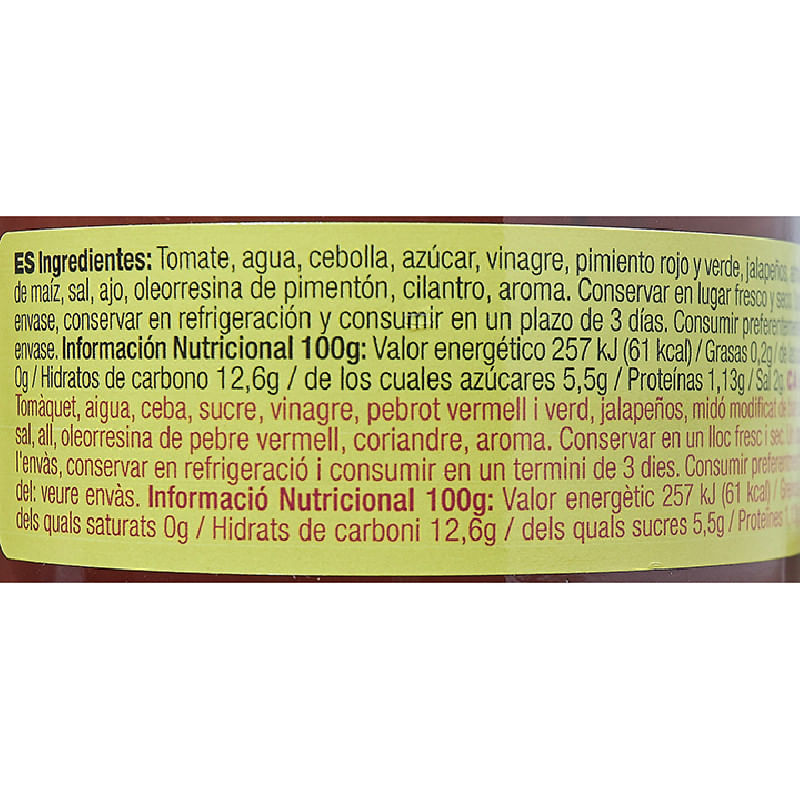 ES Ingredientes: Tomate, agua, cebolla, azúcar, vinagre, pimiento rojo y verde, jalapeños,
de maíz, sal, ajo, oleorresina de pimentón, cilantro, aroma. Conservar en lugar fresco y seco.
envase, conservar en refrigeración y consumir en un plazo de 3 días. Consumir
envase. Información Nutricional 100g: Valor energético 257 kJ (61 kcal) / Grasas 0,2g /
0g / Hidratos de carbono 12,6g / de los cuales azúcares 5,5g / Proteínas 1,13g / Sal 2g.
Tomàquet, aigua, ceba, sucre, vinagre, pebrot vermell i verd, jalapeños, midó modificat
sal, all, oleorresina de pebre vermell, coriandre, aroma. Conservar en un lloc fresc i sec.
l'envàs, conservar en refrigeració i consumir en un termini de 3 dies. Consumir
del: veure envàs. Informació Nutricional 100g: Valor energètic 257 kJ (61 kcal) /
dels quals saturats 0g / Hidrats de carboni 12,6g / dels quals sucres 5,5g / Proteïnes